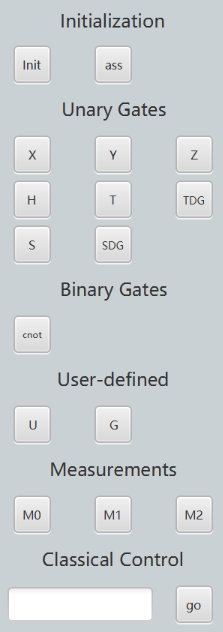 Initialization
Init ass
Unary Gates
X Y Z
H T TDG
S SDG
Binary Gates
cnot
User-defined
U G
Measurements
M0 M1 M2
Classical Control
go